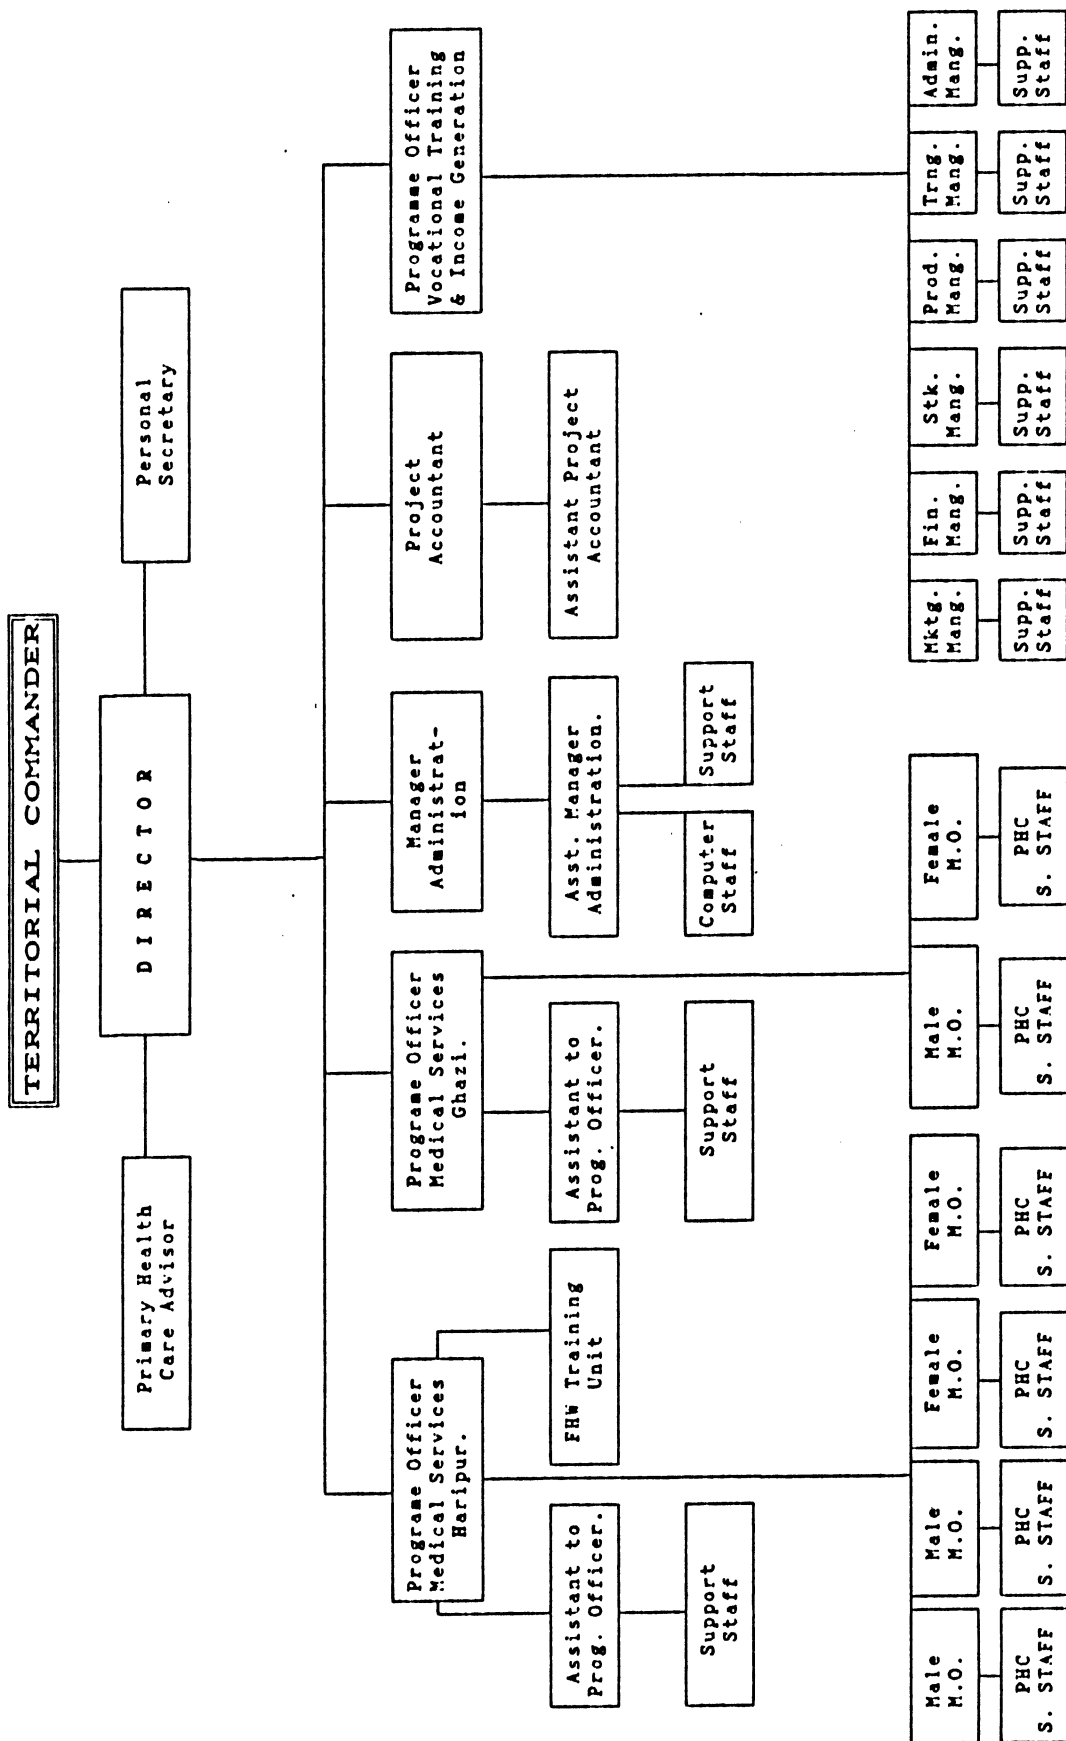 TERRITORIAL COMMANDER
Primary Health
Care Advisor
DIRECTOR
Personal
Secretary
Programe Officer
Medical Services
Haripur.
Programe Officer
Medical Services
Ghazi.
Manager
Administrat-
ion
Project
Accountant
Programe Officer
Vocational Training
& Income Generation
Assistant to
Prog. Officer.
FHW Training
Unit
Assistant to
Prog. Officer.
Asst. Manager
Administration.
Assistant Project
Accountant
Support
Staff
Support
Staff
Computer
Staff
Support
Staff
Male
M.O.
Male
M.O.
Female
M.O.
Female
M.O.
Male
M.O.
Female
M.O.
Mktg.
Mang.
Fin.
Mang.
Stk.
Mang.
Prod.
Mang.
Trng.
Mang.
Admin.
Mang.
PHC
S. STAFF
PHC
S. STAFF
PHC
S. STAFF
PHC
S. STAFF
PHC
S. STAFF
PHC
S. STAFF
Supp.
Staff
Supp.
Staff
Supp.
Staff
Supp.
Staff
Supp.
Staff
Supp.
Staff